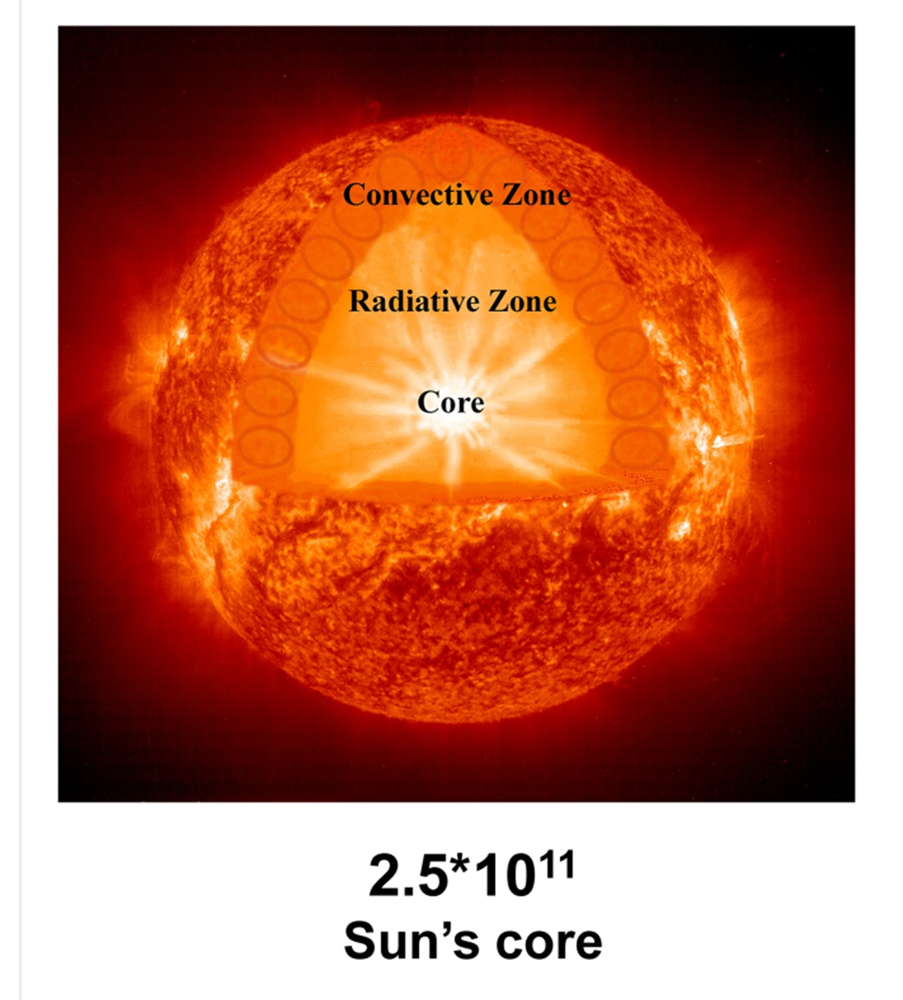 Convective Zone
Radiative Zone
Core
2.5*10¹¹
Sun’s core